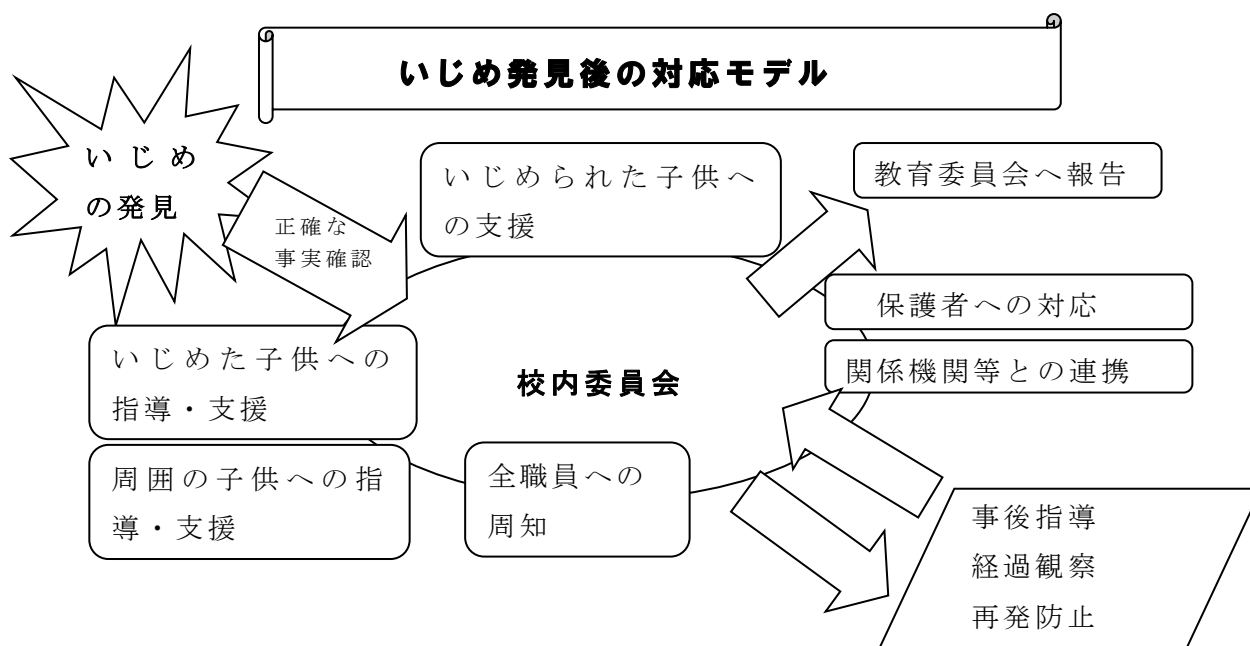 いじめ発見後の対応モデル
いじめ
の発見
正確な
事実確認
いじめられた子供へ
の支援
教育委員会へ報告
保護者への対応
関係機関等との連携
いじめた子供への
指導・支援
校内委員会
周囲の子供への指
導・支援
全職員への
周知
事後指導
経過観察
再発防止